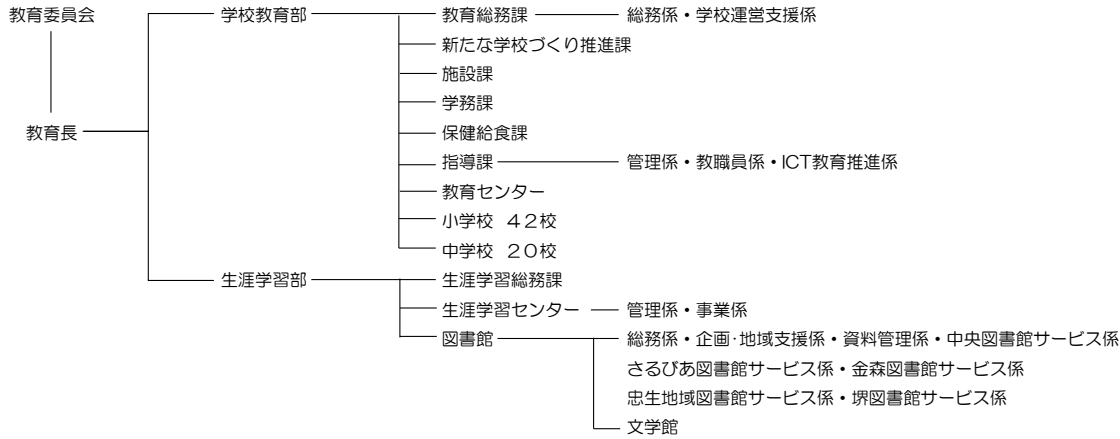 教育委員会 学校教育部 教育総務課 総務係・学校運営支援係
新たな学校づくり推進課
施設課
学務課
教育長 保健給食課
指導課 管理係・教職員係・ICT教育推進係
教育センター
小学校 42校
中学校 20校
生涯学習部 生涯学習総務課
生涯学習センター 管理係・事業係
図書館 総務係・企画・地域支援係・資料管理係・中央図書館サービス係
さるびあ図書館サービス係・金森図書館サービス係
忠生地域図書館サービス係・堺図書館サービス係
文学館